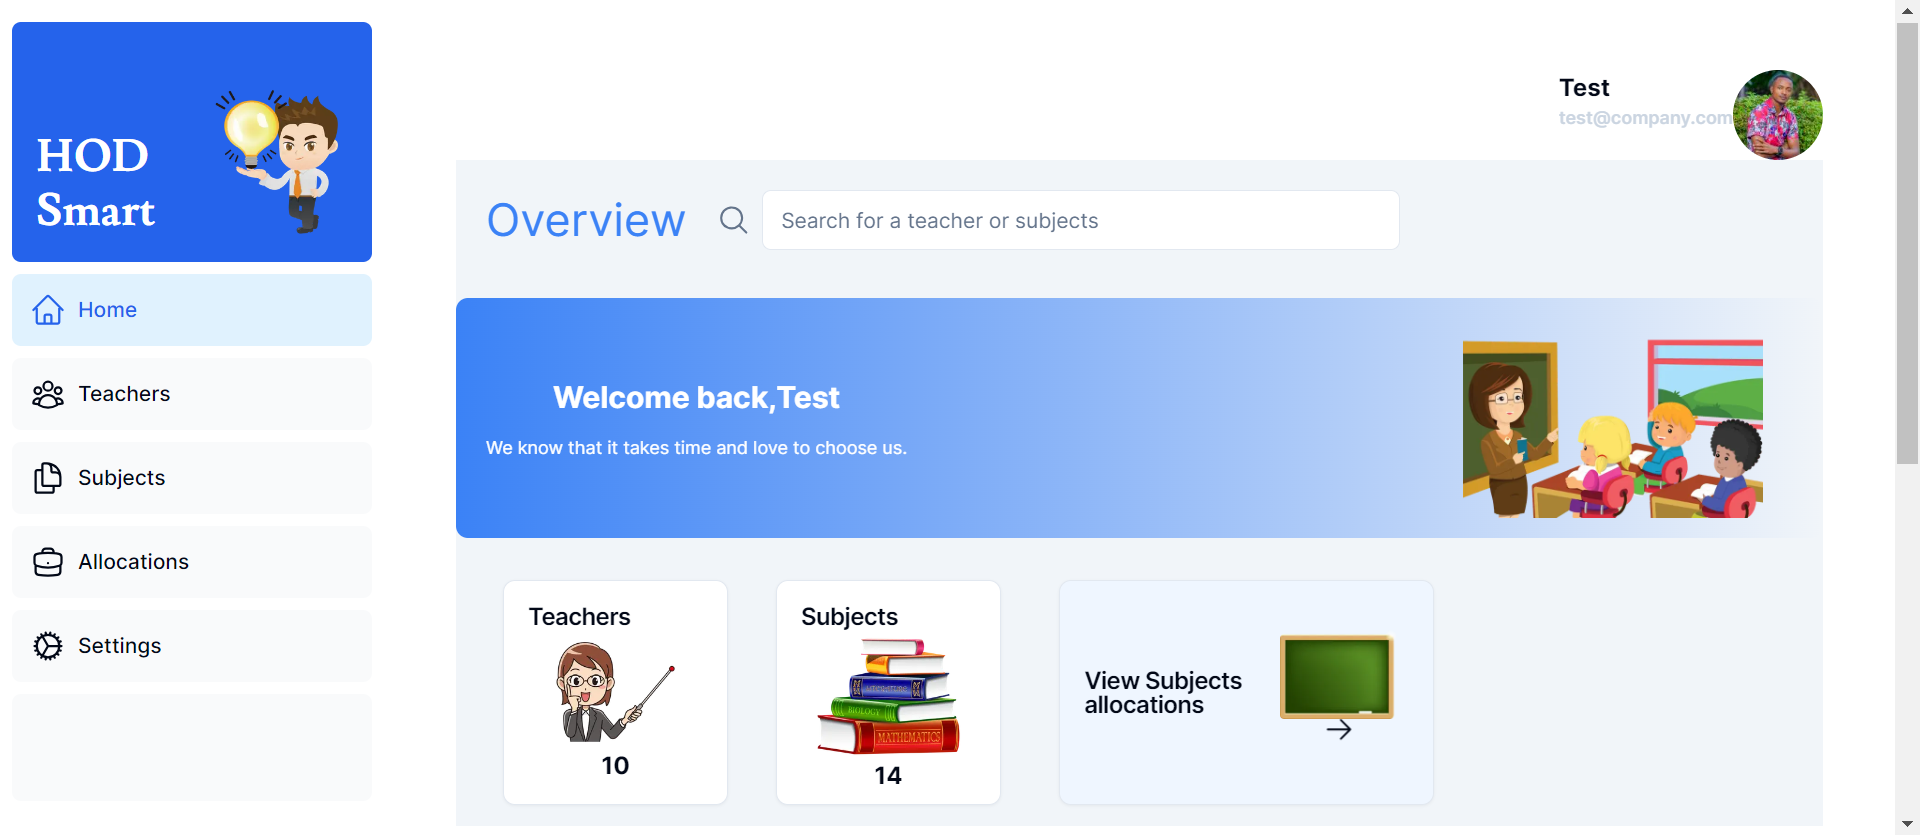 HOD
Smart
Home
Teachers
Subjects
Allocations
Settings
Test
test@company.com
Overview
Search for a teacher or subjects
Welcome back,Test
We know that it takes time and love to choose us.
Teachers
10
Subjects
BIOLOGY
MATHEMATICS
14
View Subjects
allocations